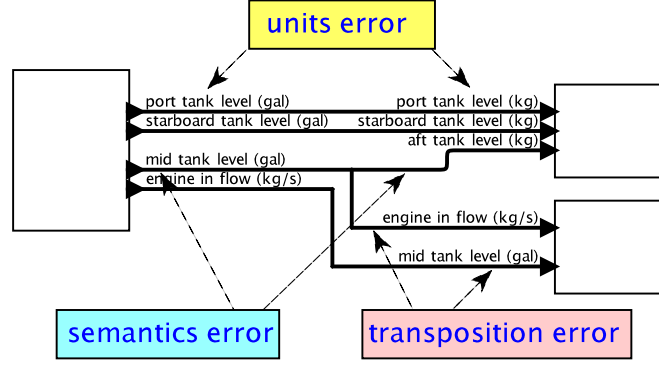 units error
port tank level (gal)
port tank level (kg)
starboard tank level (gal)
starboard tank level (kg)
aft tank level (kg)
mid tank level (gal)
engine in flow (kg/s)
engine in flow (kg/s)
mid tank level (gal)
semantics error
transposition error